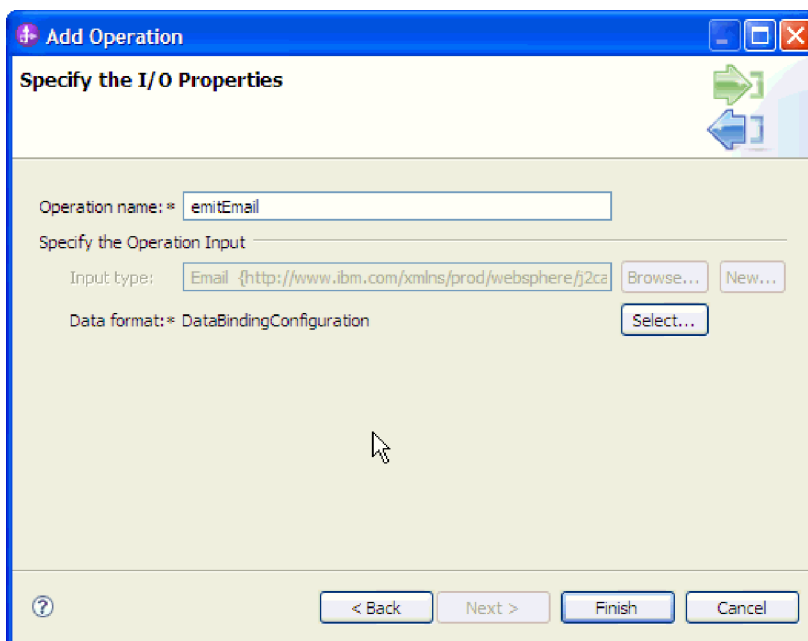 Add Operation
Specify the I/O Properties
Operation name:* emitEmail
Specify the Operation Input
Input type: Email {http://www.ibm.com/xmlns/prod/websphere/j2ca Browse... New...
Data format:* DataBindingConfiguration Select...
? < Back Next > Finish Cancel